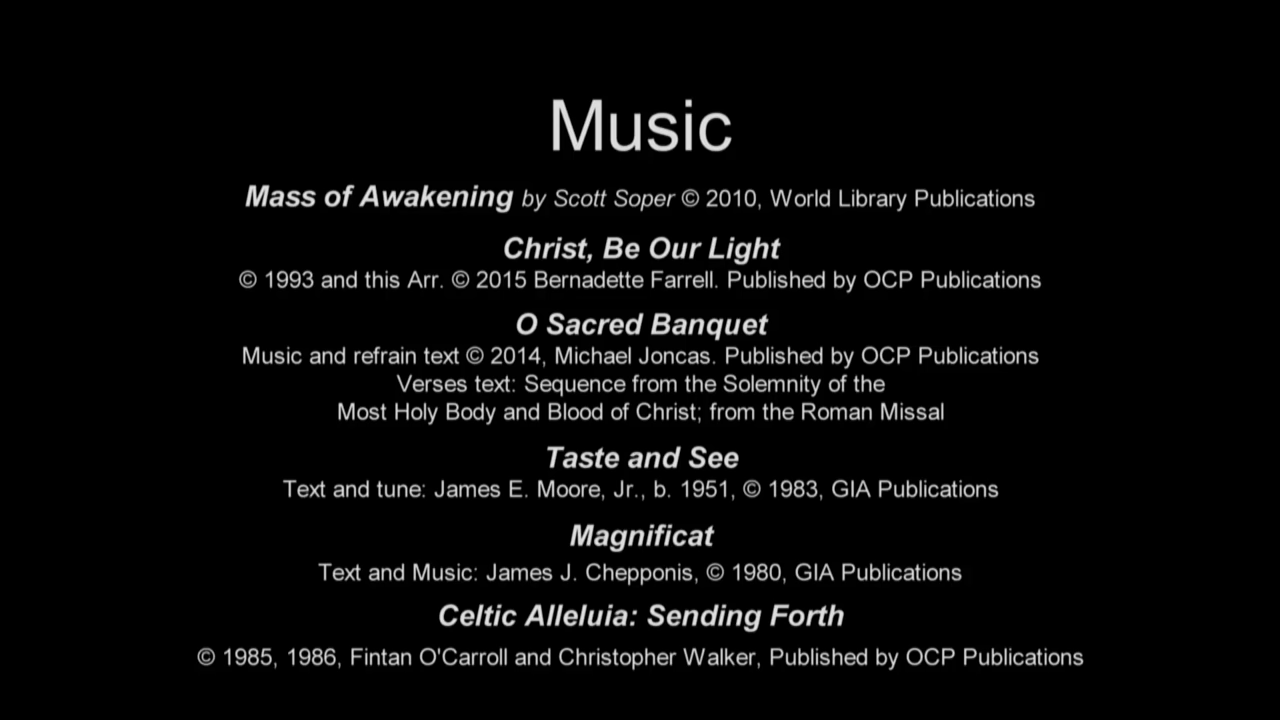 Music
Mass of Awakening by Scott Soper © 2010, World Library Publications
Christ, Be Our Light
© 1993 and this Arr. © 2015 Bernadette Farrell. Published by OCP Publications
O Sacred Banquet
Music and refrain text © 2014, Michael Joncas. Published by OCP Publications
Verses text: Sequence from the Solemnity of the
Most Holy Body and Blood of Christ; from the Roman Missal
Taste and See
Text and tune: James E. Moore, Jr., b. 1951, © 1983, GIA Publications
Magnificat
Text and Music: James J. Chepponis, © 1980, GIA Publications
Celtic Alleluia: Sending Forth
© 1985, 1986, Fintan O'Carroll and Christopher Walker, Published by OCP Publications